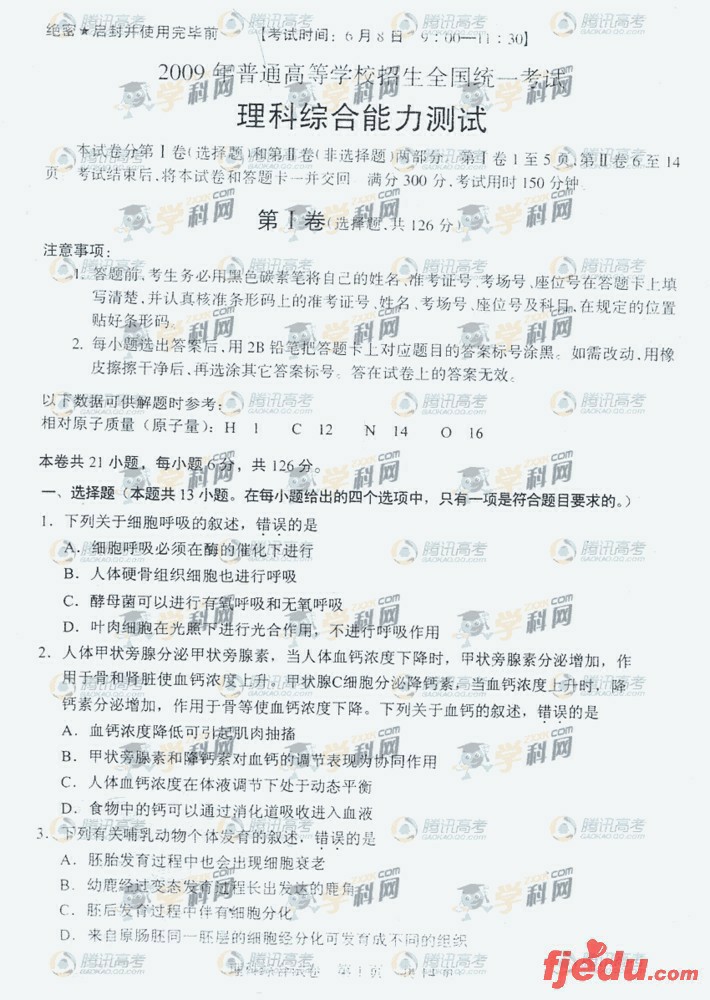 绝密★启封并使用完毕前 【考试时间：6月8日 9：00—11：30】
2009年普通高等学校招生全国统一考试
理科综合能力测试
本试卷分第Ⅰ卷(选择题)和第Ⅱ卷(非选择题)两部分。第Ⅰ卷1至5页,第Ⅱ卷6至14
页 考试结束后,将本试卷和答题卡一并交回 满分300分,考试用时150分钟
第Ⅰ卷(选择题,共126分)
注意事项：
1. 答题前,考生务必用黑色碳素笔将自己的姓名、准考证号、考场号、座位号在答题卡上填
写清楚,并认真核准条形码上的准考证号、姓名、考场号、座位号及科目,在规定的位置
贴好条形码。
2. 每小题选出答案后,用2B铅笔把答题卡上对应题目的答案标号涂黑。如需改动,用橡
皮擦擦干净后,再选涂其它答案标号。答在试卷上的答案无效。
以下数据可供解题时参考：
相对原子质量（原子量）：H 1 C 12 N 14 O 16
本卷共21小题，每小题6分，共126分。
一、选择题（本题共13小题。在每小题给出的四个选项中，只有一项是符合题目要求的。）
1．下列关于细胞呼吸的叙述，错误的是
A．细胞呼吸必须在酶的催化下进行
B．人体硬骨组织细胞也进行呼吸
C．酵母菌可以进行有氧呼吸和无氧呼吸
D．叶肉细胞在光照下进行光合作用，不进行呼吸作用
2．人体甲状旁腺分泌甲状旁腺素，当人体血钙浓度下降时，甲状旁腺素分泌增加，作
用于骨和肾脏使血钙浓度上升。甲状腺C细胞分泌降钙素，当血钙浓度上升时，降
钙素分泌增加，作用于骨等使血钙浓度下降。下列关于血钙的叙述，错误的是
A．血钙浓度降低可引起肌肉抽搐
B．甲状旁腺素和降钙素对血钙的调节表现为协同作用
C．人体血钙浓度在体液调节下处于动态平衡
D．食物中的钙可以通过消化道吸收进入血液
3．下列有关哺乳动物个体发育的叙述，错误的是
A．胚胎发育过程中也会出现细胞衰老
B．幼鹿经过变态发育过程长出发达的鹿角
C．胚后发育过程中伴有细胞分化
D．来自原肠胚同一胚层的细胞经分化可发育成不同的组织
理科综合试卷 第1页 共14页
fjedu.com
学科网
ZXXK.com
腾讯高考
GAOKAO.QQ.COM